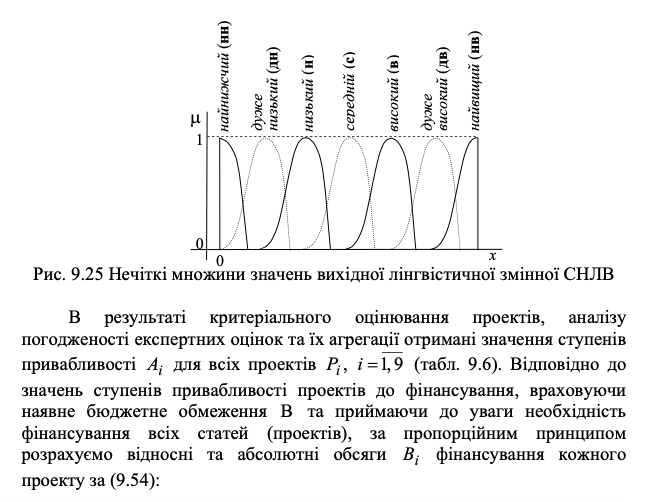 найнижчий (нн)
дуже
низький (дн)
низький (н)
середній (с)
високий (в)
дуже
високий (дв)
найвищий (нв)
μ
1
0
0
x
Рис. 9.25 Нечіткі множини значень вихідної лінгвістичної змінної СНЛВ
В результаті критеріального оцінювання проектів, аналізу
погодженості експертних оцінок та їх агрегації отримані значення ступенів
привабливості Aᵢ для всіх проектів Pᵢ, i = 1,9 (табл. 9.6). Відповідно до
значень ступенів привабливості проектів до фінансування, враховуючи
наявне бюджетне обмеження В та приймаючи до уваги необхідність
фінансування всіх статей (проектів), за пропорційним принципом
розрахуємо відносні та абсолютні обсяги Bᵢ фінансування кожного
проекту за (9.54):